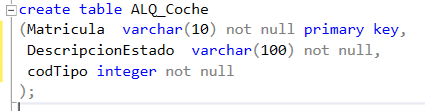 create table ALQ_Coche
(Matricula varchar(10) not null primary key,
DescripcionEstado varchar(100) not null,
codTipo integer not null
);